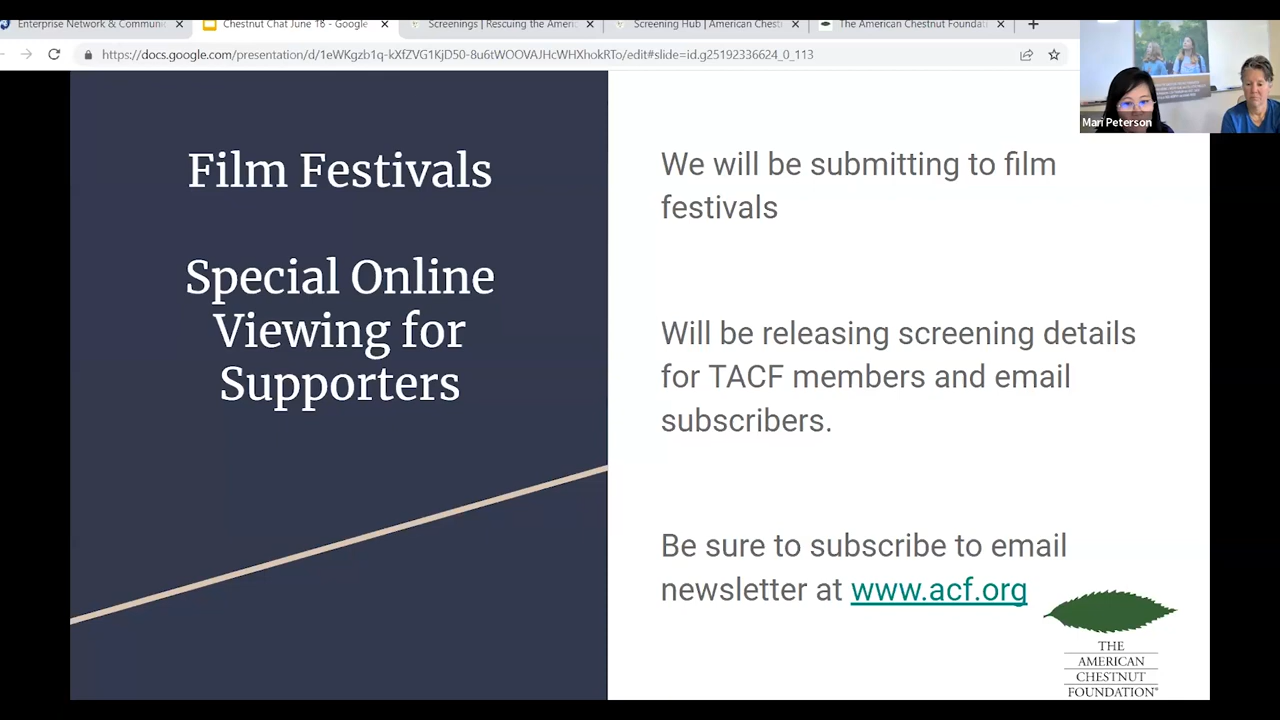 Enterprise Network & Communi
Chestnut Chat June 16 - Google
Screenings | Rescuing the Ameri
Screening Hub | American Chest
The American Chestnut Foundati
https://docs.google.com/presentation/d/1eWKgzb1q-kXfZVG1KjD50-8u6tWOOVAJHcWHXhokRTo/edit#slide=id.g25192336624_0_113
Mari Peterson
Film Festivals
Special Online
Viewing for
Supporters
We will be submitting to film
festivals
Will be releasing screening details
for TACF members and email
subscribers.
Be sure to subscribe to email
newsletter at www.acf.org
THE
AMERICAN
CHESTNUT
FOUNDATION®